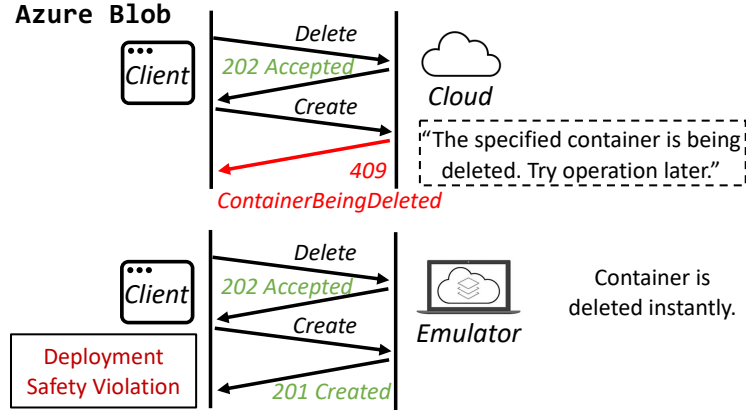 Azure Blob
Delete
Client
202 Accepted
Cloud
Create
“The specified container is being
deleted. Try operation later.”
409
ContainerBeingDeleted
Delete
Client
202 Accepted
Container is
deleted instantly.
Create
Emulator
Deployment
Safety Violation
201 Created